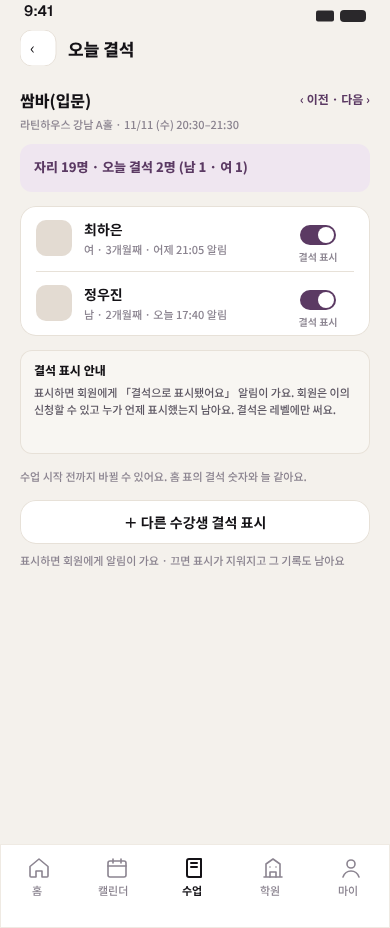 9:41
‹ 오늘 결석
쌈바(입문)
‹ 이전 · 다음 ›
라틴하우스 강남 A홀 · 11/11 (수) 20:30–21:30
자리 19명 · 오늘 결석 2명 (남 1 · 여 1)
최하은
여 · 3개월째 · 어제 21:05 알림
결석 표시
정우진
남 · 2개월째 · 오늘 17:40 알림
결석 표시
결석 표시 안내
표시하면 회원에게 「결석으로 표시됐어요」 알림이 가요. 회원은 이의
신청할 수 있고 누가 언제 표시했는지 남아요. 결석은 레벨에만 써요.
수업 시작 전까지 바뀔 수 있어요. 홈 표의 결석 숫자와 늘 같아요.
+ 다른 수강생 결석 표시
표시하면 회원에게 알림이 가요 · 끄면 표시가 지워지고 그 기록도 남아요
홈 캘린더 수업 학원 마이